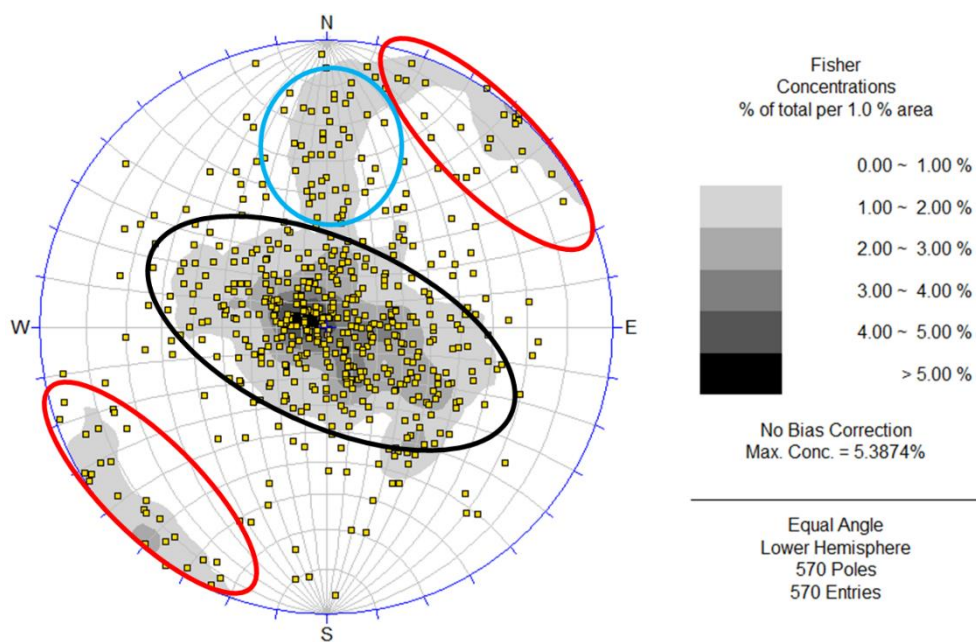 N
W
E
S
Fisher
Concentrations
% of total per 1.0 % area
0.00 ~ 1.00 %
1.00 ~ 2.00 %
2.00 ~ 3.00 %
3.00 ~ 4.00 %
4.00 ~ 5.00 %
> 5.00 %
No Bias Correction
Max. Conc. = 5.3874%
Equal Angle
Lower Hemisphere
570 Poles
570 Entries